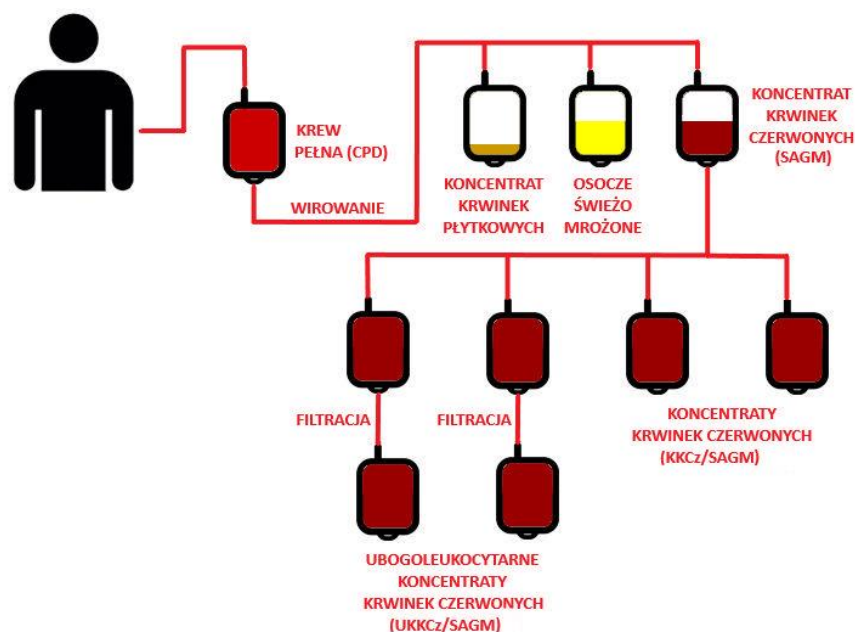 KREW
PEŁNA (CPD)
WIROWANIE
KONCENTRAT
KRWINEK
PŁYTKOWYCH
OSOCZE
ŚWIEŻO
MROŻONE
KONCENTRAT
KRWINEK
CZERWONYCH
(SAGM)
FILTRACJA
FILTRACJA
KONCENTRATY
KRWINEK CZERWONYCH
(KKCz/SAGM)
UBOGOLEUKOCYTARNE
KONCENTRATY
KRWINEK CZERWONYCH
(UKKCz/SAGM)